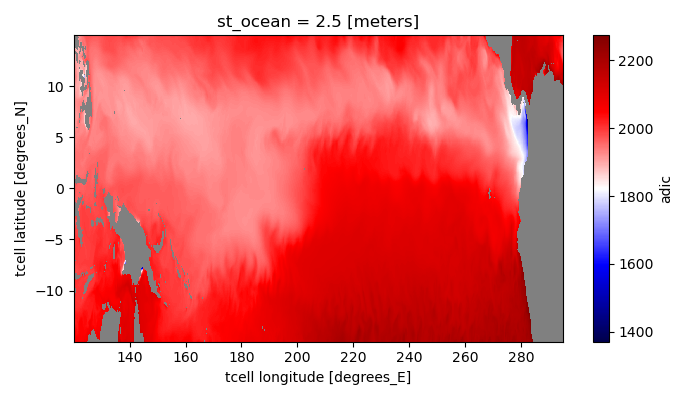 st_ocean = 2.5 [meters]
10
5
0
−5
−10
tcell latitude [degrees_N]
140 160 180 200 220 240 260 280
tcell longitude [degrees_E]
2200
2000
1800
1600
1400
adic